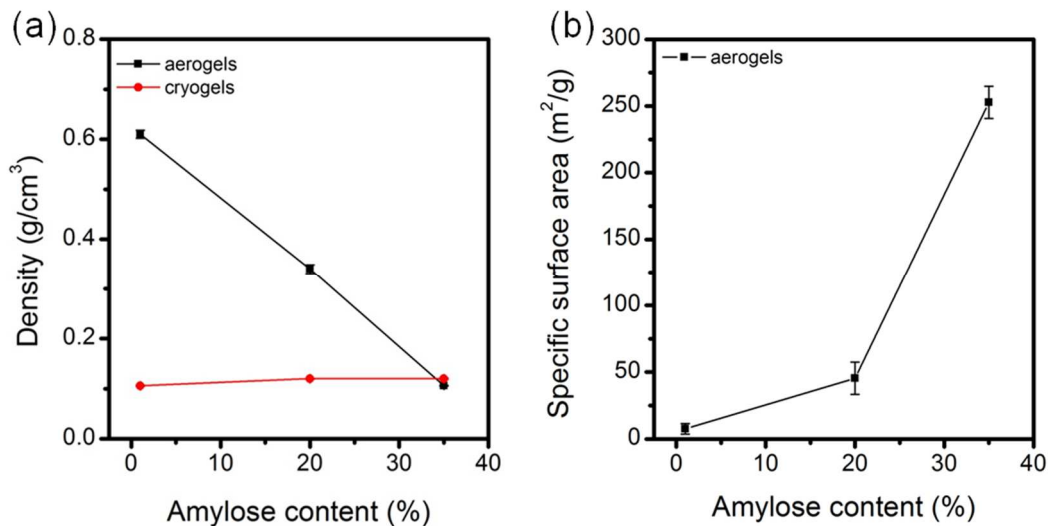 (a)
0.8
0.6
0.4
0.2
0.0
Density (g/cm³)
aerogels
cryogels
0 10 20 30 40
Amylose content (%)
(b)
300
250
200
150
100
50
0
Specific surface area (m²/g)
aerogels
0 10 20 30 40
Amylose content (%)